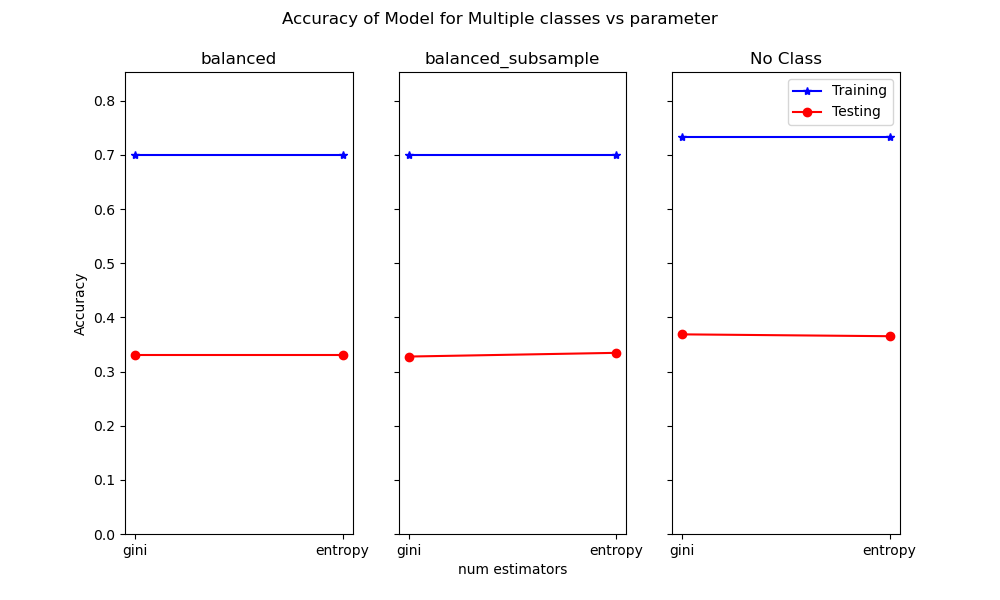 Accuracy of Model for Multiple classes vs parameter
balanced
balanced_subsample
No Class
Training
Testing
Accuracy
0.8
0.7
0.6
0.5
0.4
0.3
0.2
0.1
0.0
gini
entropy
gini
entropy
gini
entropy
num estimators